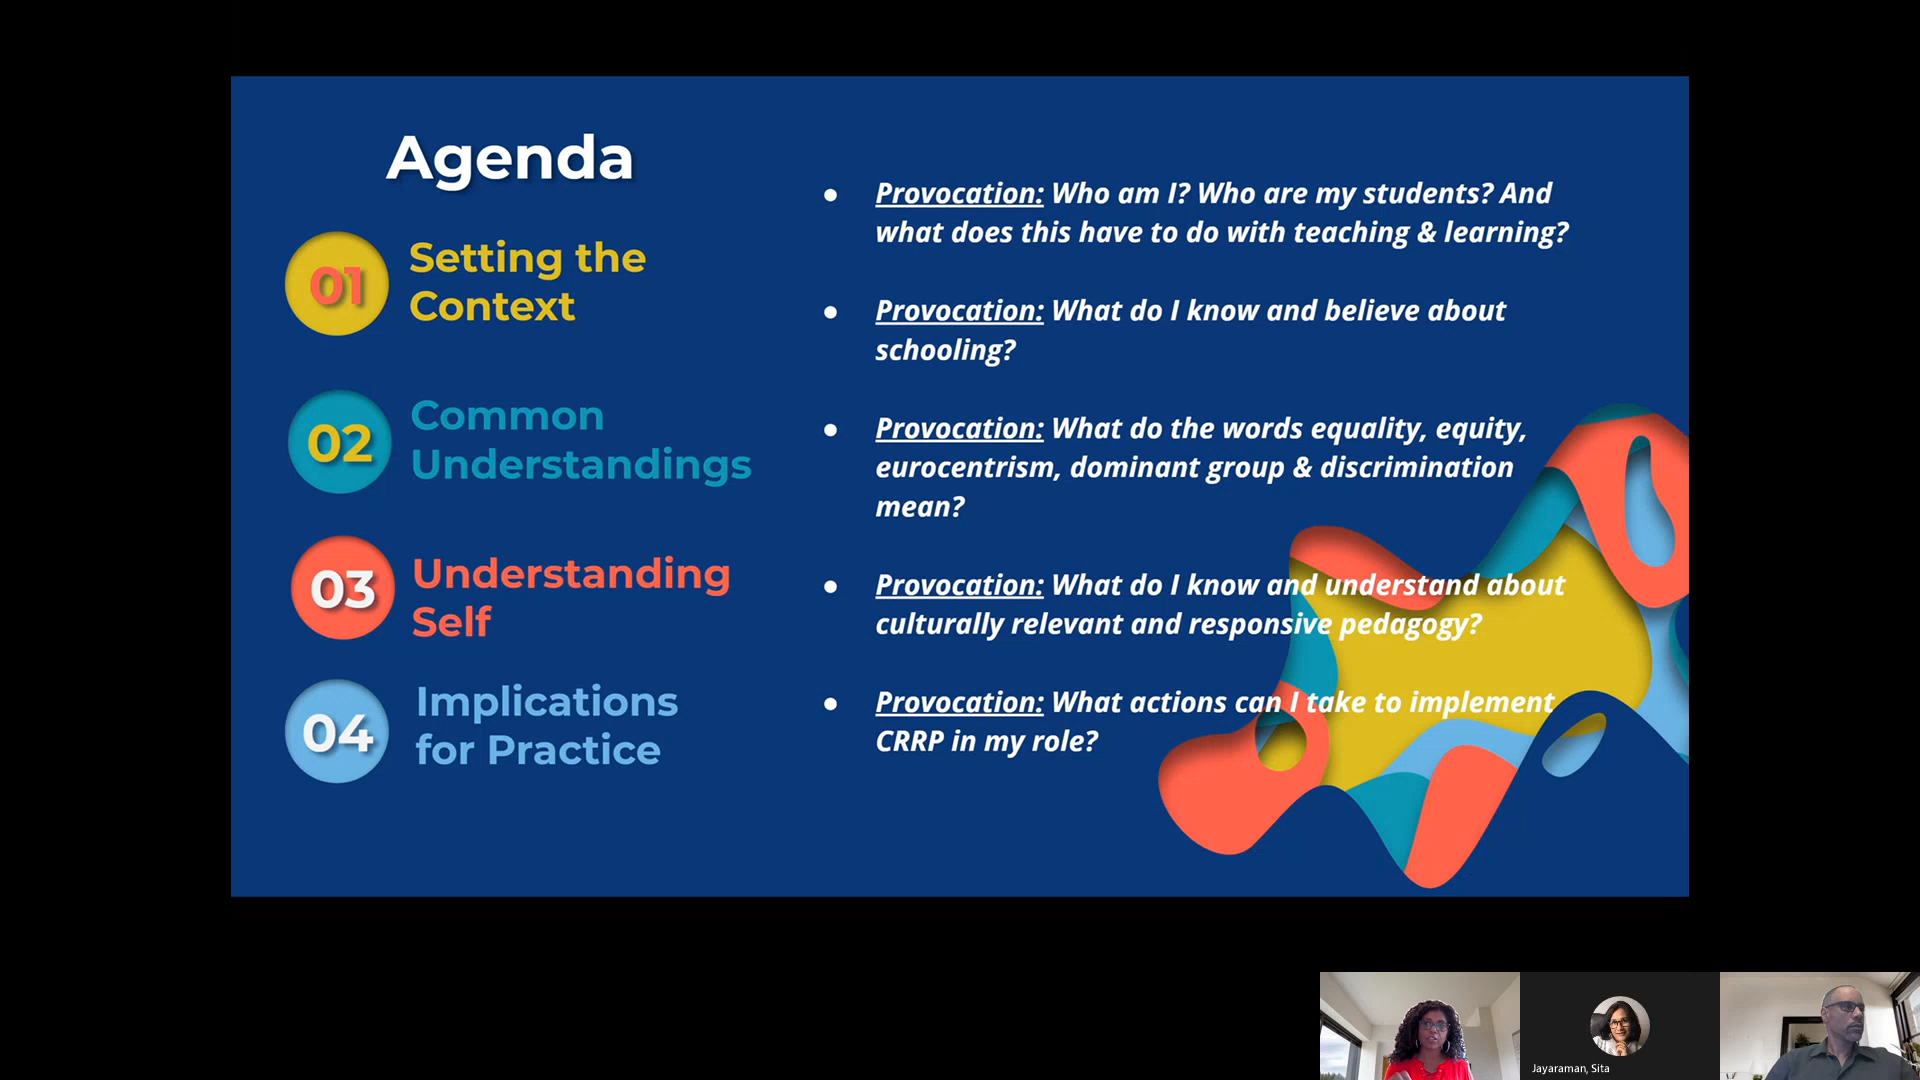 Agenda
01
Setting the
Context
02
Common
Understandings
03
Understanding
Self
04
Implications
for Practice
● Provocation: Who am I? Who are my students? And
what does this have to do with teaching & learning?
● Provocation: What do I know and believe about
schooling?
● Provocation: What do the words equality, equity,
eurocentrism, dominant group & discrimination
mean?
● Provocation: What do I know and understand about
culturally relevant and responsive pedagogy?
● Provocation: What actions can I take to implement
CRRP in my role?
Jayaraman, Sita